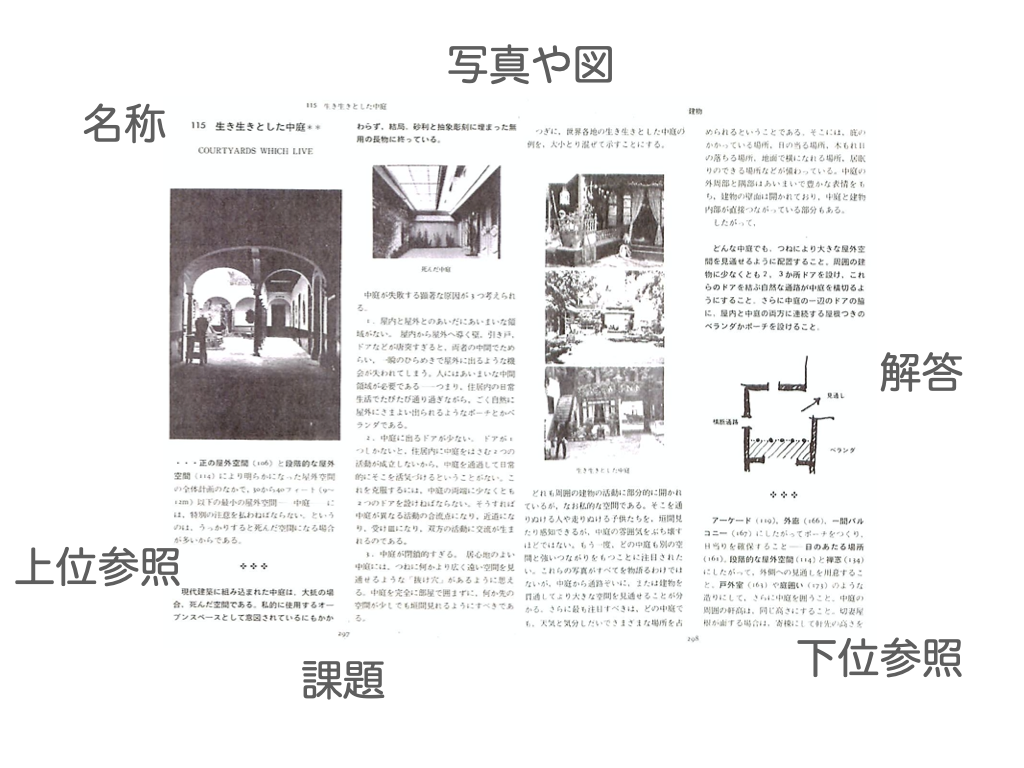 写真や図
名称
115 生き生きとした中庭
建物
115 生き生きとした中庭**
COURTYARDS WHICH LIVE
・・・正の屋外空間(106)と段階的な屋外
空間(114)により明らかになった屋外空間
の全体計画のなかで、30から40フィート(9〜
12m)以下の最小の屋外空間——中庭——に
は、特別の注意を払わねばならない。という
のは、うっかりすると死んだ空間になる場合
が多いからである。
上位参照
現代建築に組み込まれた中庭は、大抵の場
合、死んだ空間である。私的に使用するオー
プンスペースとして意図されているにもかか
わらず、結局、砂利と抽象彫刻に埋まった無
用の長物に終っている。
死んだ中庭
中庭が失敗する顕著な原因が3つ考えられ
る。
1. 屋内と屋外とのあいだにあいまいな領
域がない。屋内から屋外へ導く壁、引き戸、
ドアなどが唐突すぎると、両者の中間でため
らい、一瞬のひらめきで屋外に出るような機
会が失われてしまう。人にはあいまいな中間
領域が必要である——つまり、住居内の日常
生活でたびたび通り過ぎながら、ごく自然に
屋外にさまよい出られるようなポーチとかベ
ランダである。
2. 中庭に出るドアが少ない。ドアが1
つしかないと、住居内に中庭をはさむ2つの
活動が成立しないから、中庭を通過して日常
的にそこを活気づけるということがない。こ
れを克服するには、中庭の両端に少なくとも
2つのドアを設けねばならない。そうすれば
中庭が異なる活動の合流点になり、近道にな
り、受け皿になり、双方の活動に交流が生ま
れるのである。
3. 中庭が閉鎖的すぎる。居心地のよい
中庭には、つねに何かより広く遠い空間を見
通せるような「抜け穴」があるように思え
る。中庭を完全に部屋で囲まずに、何か先の
空間が少しでも垣間見れるようにすべきであ
る。
297
課題
つぎに、世界各地の生き生きとした中庭の
例を、大小とり混ぜて示すことにする。
生き生きとした中庭
どれも周囲の建物の活動に部分的に開かれ
ているが、なお私的な空間である。そこを通
りぬける人や走りぬける子供たちを、垣間見
たり感知できるが、中庭の雰囲気をぶち壊す
ほどではない。もう一度、どの中庭も別の空
間と強いつながりをもつことに注目された
い。これらの写真がすべてを物語るわけでは
ないが、中庭から通路ぞいに、または建物を
貫通してより大きな空間を見通せることが分
かる。さらに最も注目すべきは、どの中庭で
も、天気と気分しだいでさまざまな場所を占
められるということである。そこには、庇の
かかっている場所、日の当る場所、木もれ日
の落ちる場所、地面で横になれる場所、居眠
りのできる場所などが備わっている。中庭の
外周部と隅部はあいまいで豊かな表情をも
ち、建物の壁面は開かれており、中庭と建物
内部が直接つながっている部分もある。
したがって、
どんな中庭でも、つねにより大きな屋外空
間を見通せるように配置すること。周囲の建
物に少なくとも2、3か所ドアを設け、これ
らのドアを結ぶ自然な通路が中庭を横切るよ
うにすること。さらに中庭の一辺のドアの脇
に、屋内と中庭の両方に連続する屋根つきの
ベランダかポーチを設けること。
解答
見通し
横断通路
ベランダ
アーケード(119)、外廊(166)、一間バル
コニー(167)にしたがってポーチをつくり、
日当りを確保すること——日のあたる場所
(161)。段階的な屋外空間(114)と禅窓(134)
にしたがって、外側への見通しを用意するこ
と。戸外室(163)や庭囲い(173)のような
造りにして、さらに中庭を囲うこと。中庭の
周囲の軒高は、同じ高さにすること。切妻屋
根が面する場合は、寄棟にして軒先の高さを
298
下位参照